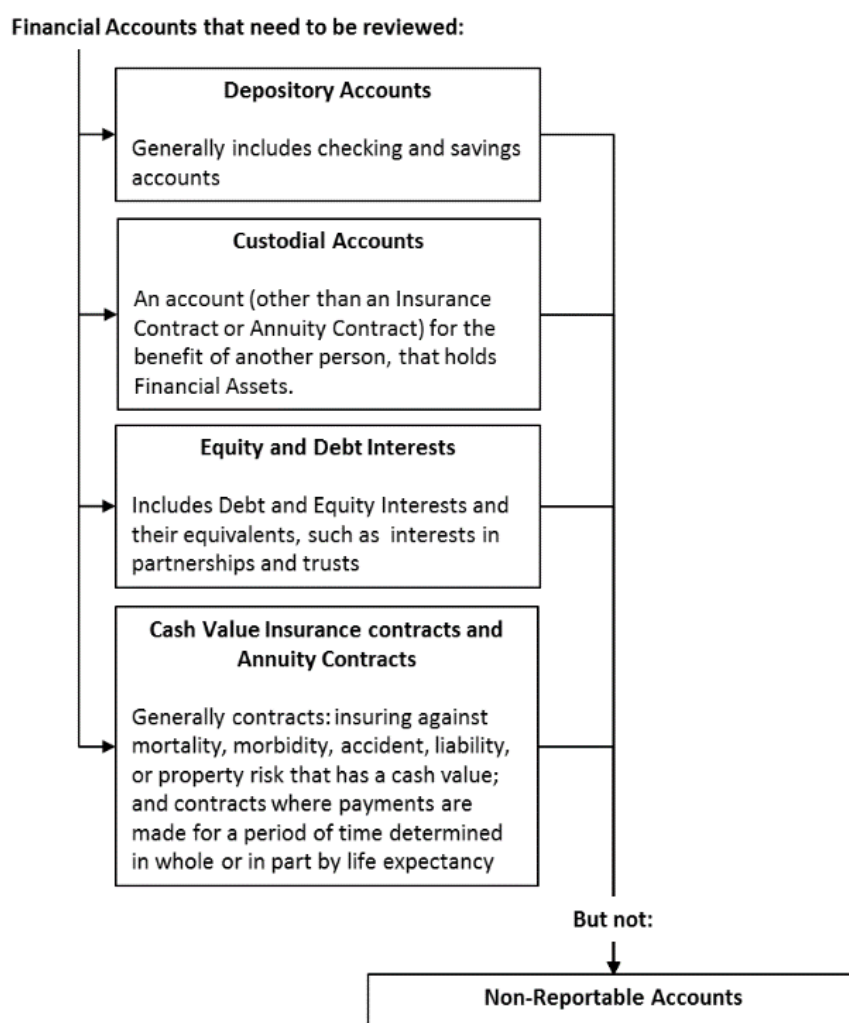 Financial Accounts that need to be reviewed:
Depository Accounts
Generally includes checking and savings
accounts
Custodial Accounts
An account (other than an Insurance
Contract or Annuity Contract) for the
benefit of another person, that holds
Financial Assets.
Equity and Debt Interests
Includes Debt and Equity Interests and
their equivalents, such as interests in
partnerships and trusts
Cash Value Insurance contracts and
Annuity Contracts
Generally contracts: insuring against
mortality, morbidity, accident, liability,
or property risk that has a cash value;
and contracts where payments are
made for a period of time determined
in whole or in part by life expectancy
But not:
Non-Reportable Accounts